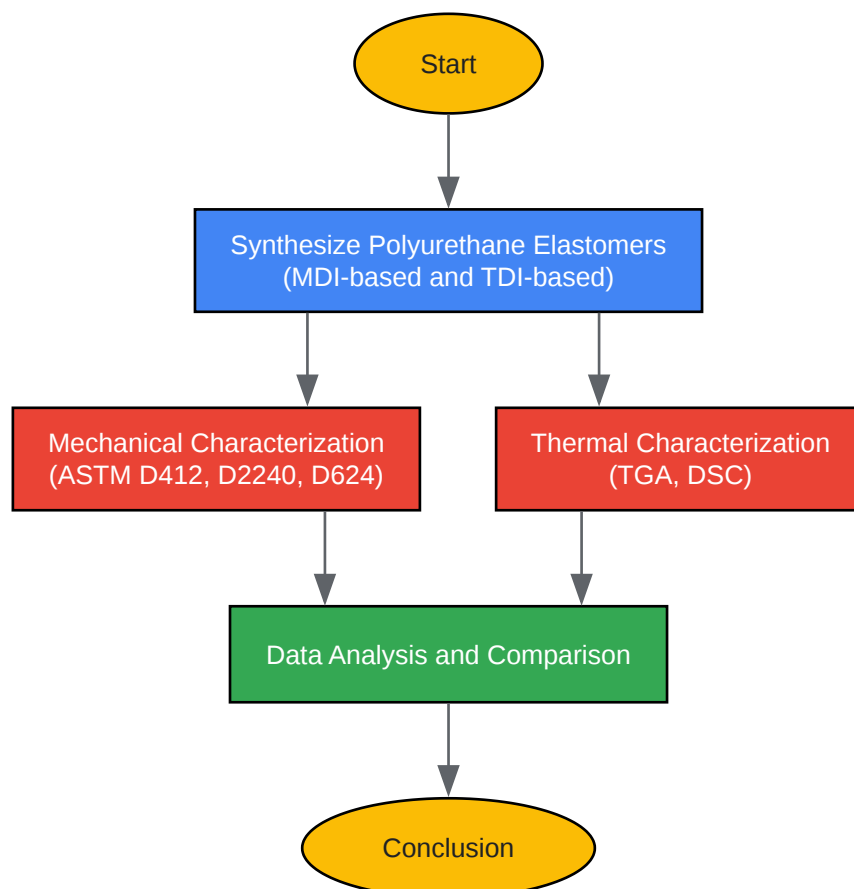 Start
Synthesize Polyurethane Elastomers
(MDI-based and TDI-based)
Mechanical Characterization
(ASTM D412, D2240, D624)
Thermal Characterization
(TGA, DSC)
Data Analysis and Comparison
Conclusion